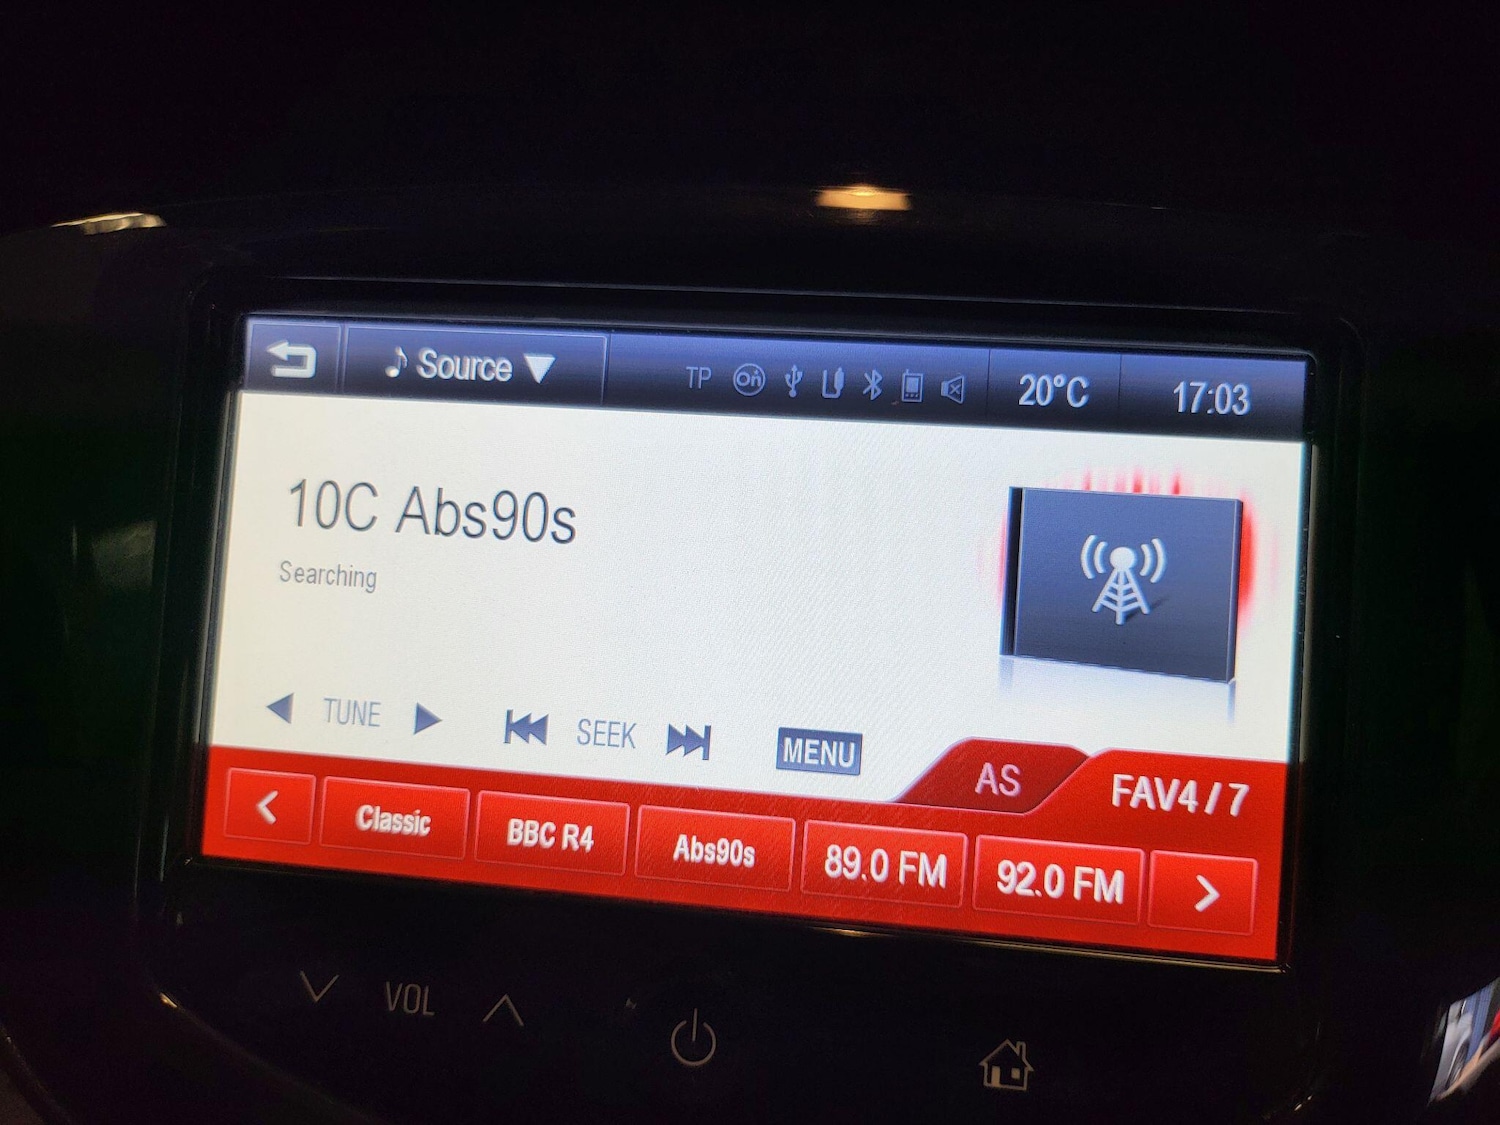 Source
TP
On
20°C
17:03
10C Abs90s
Searching
TUNE
SEEK
MENU
AS
FAV4 / 7
Classic
BBC R4
Abs90s
89.0 FM
92.0 FM
VOL